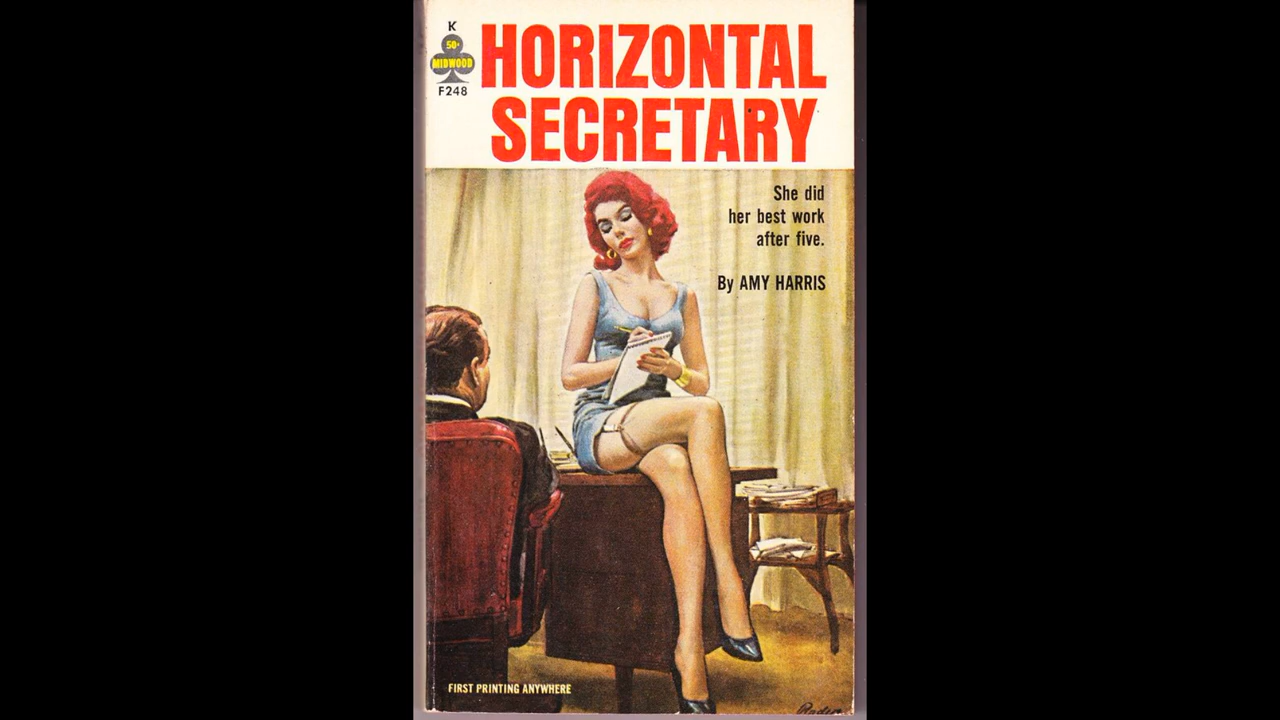 K
50¢
MIDWOOD
F248
HORIZONTAL
SECRETARY
She did
her best work
after five.
By AMY HARRIS
FIRST PRINTING ANYWHERE